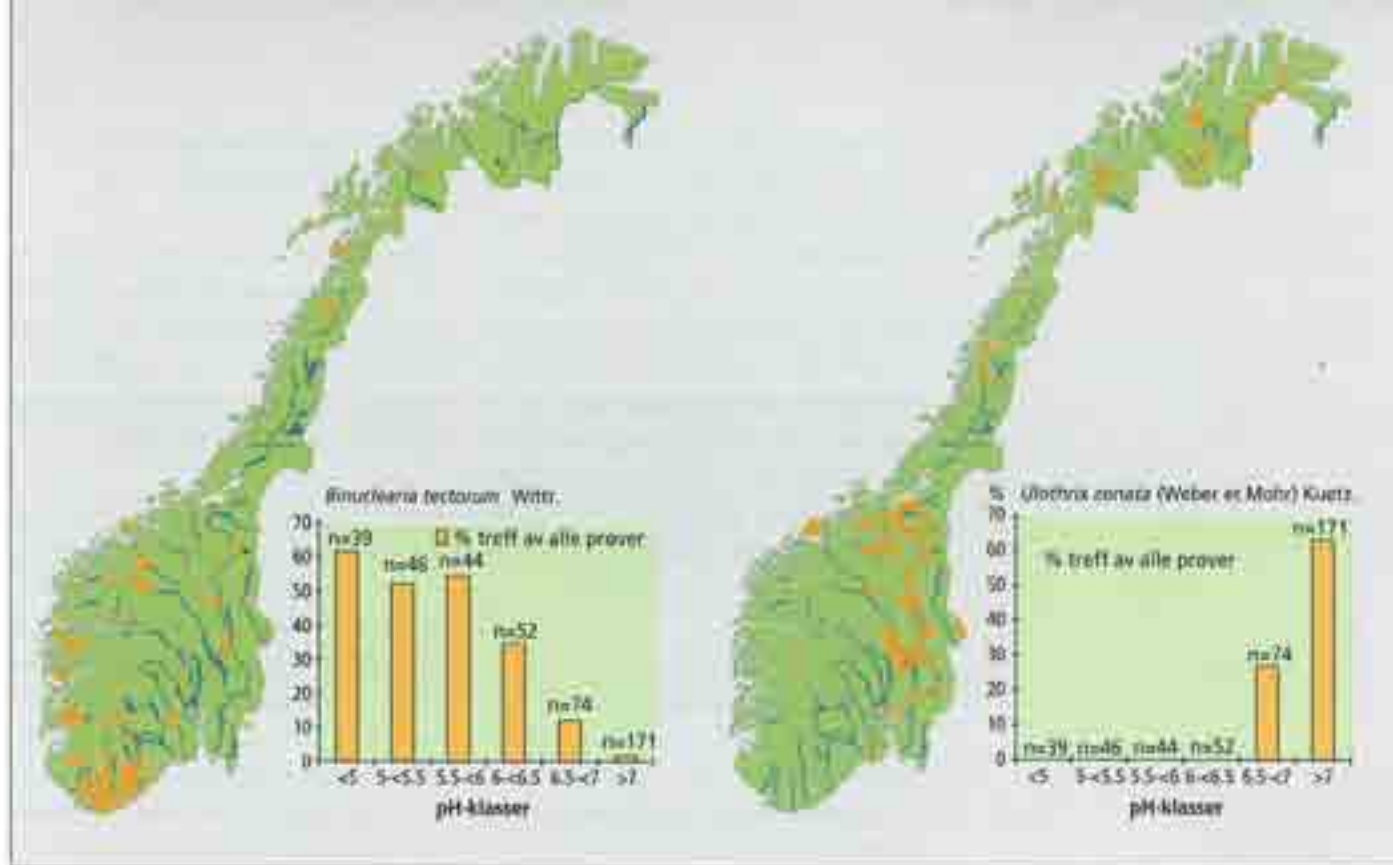 Binuclearia tectorum Wittr.
70
60
50
40
30
20
10
0
% treff av alle prøver
n=39
n=46
n=44
n=52
n=74
n=171
<5 5-<5.5 5.5-<6 6-<6.5 6.5-<7 >7
pH-klasser
% Ulothrix zonata (Weber et Mohr) Kuetz.
70
60
50
40
30
20
10
0
% treff av alle prøver
n=39 n=46 n=44 n=52
n=74
n=171
<5 5-<5.5 5.5-<6 6-<6.5 6.5-<7 >7
pH-klasser